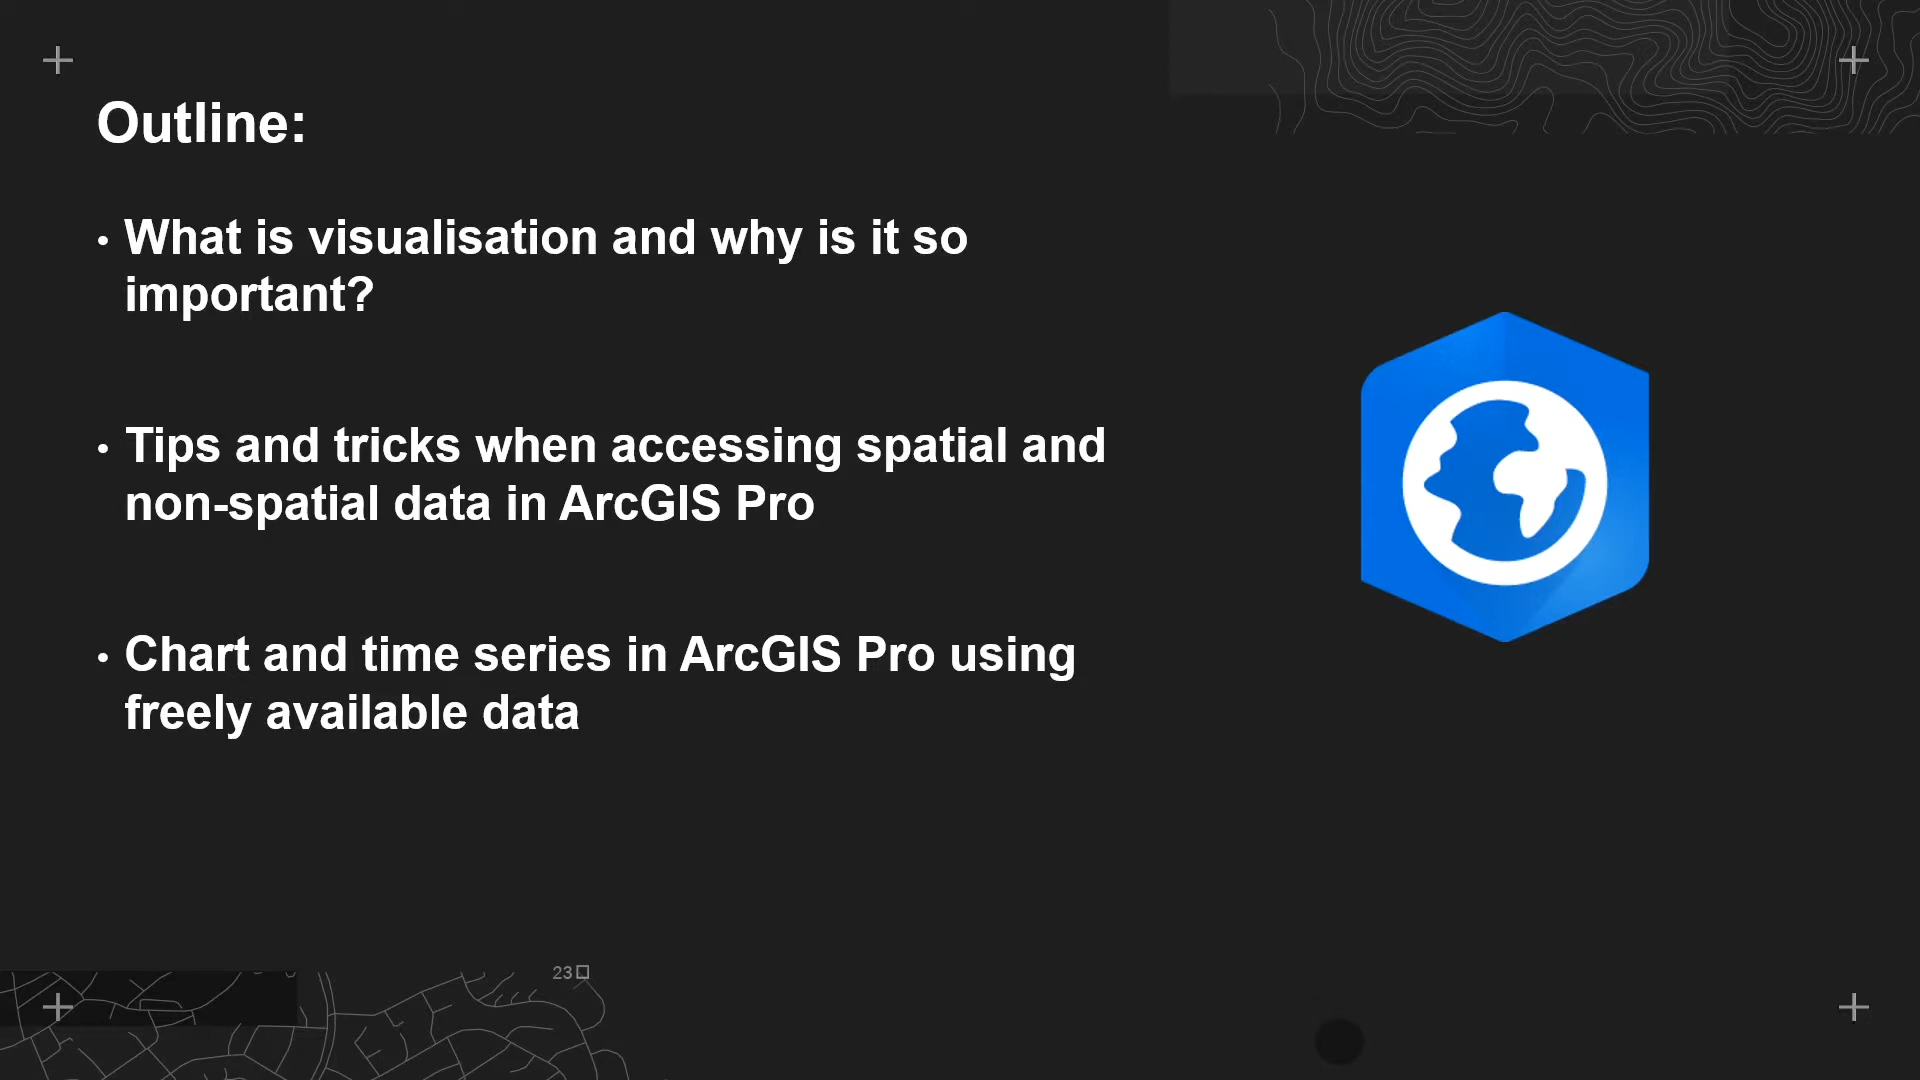 Outline:
• What is visualisation and why is it so
important?
• Tips and tricks when accessing spatial and
non-spatial data in ArcGIS Pro
• Chart and time series in ArcGIS Pro using
freely available data
23